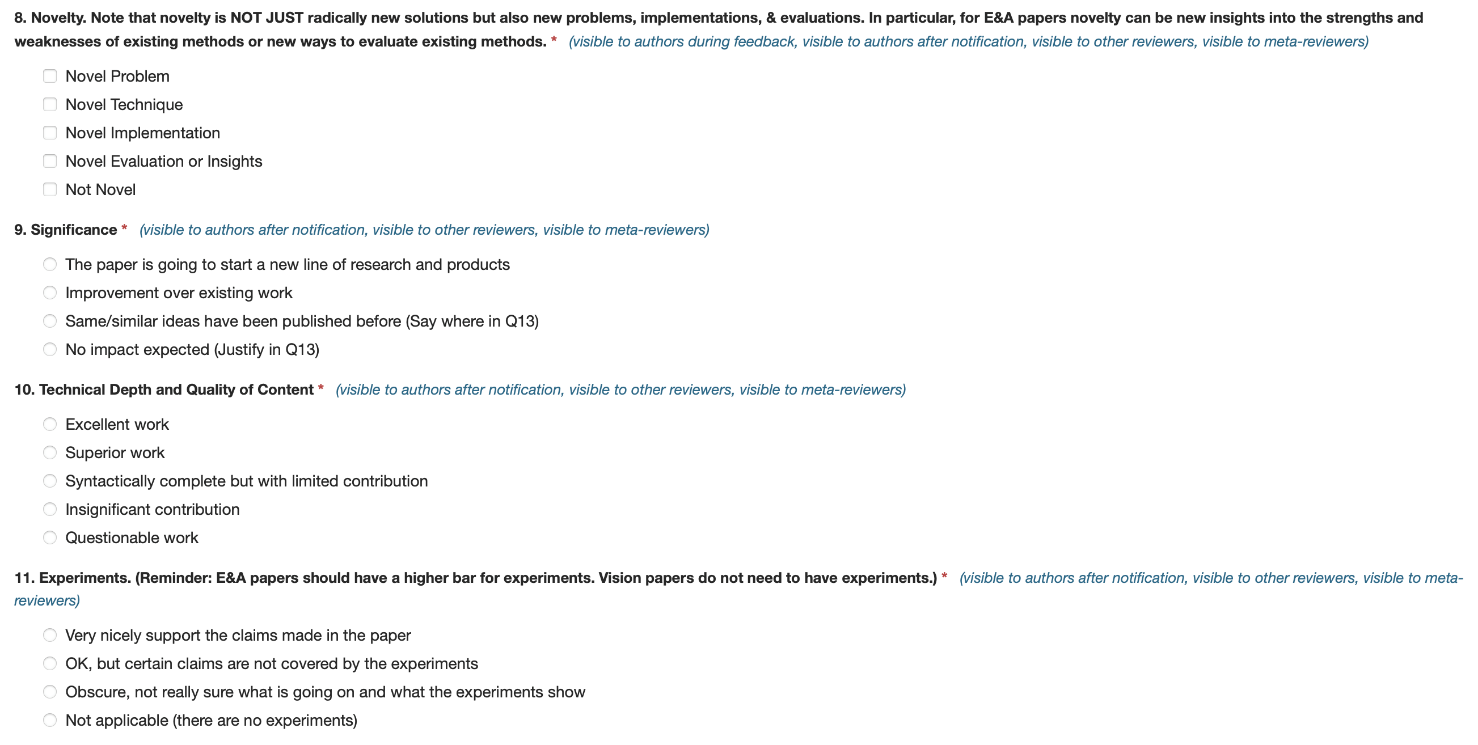 8. Novelty. Note that novelty is NOT JUST radically new solutions but also new problems, implementations, & evaluations. In particular, for E&A papers novelty can be new insights into the strengths and
weaknesses of existing methods or new ways to evaluate existing methods. * (visible to authors during feedback, visible to authors after notification, visible to other reviewers, visible to meta-reviewers)
Novel Problem
Novel Technique
Novel Implementation
Novel Evaluation or Insights
Not Novel
9. Significance * (visible to authors after notification, visible to other reviewers, visible to meta-reviewers)
The paper is going to start a new line of research and products
Improvement over existing work
Same/similar ideas have been published before (Say where in Q13)
No impact expected (Justify in Q13)
10. Technical Depth and Quality of Content * (visible to authors after notification, visible to other reviewers, visible to meta-reviewers)
Excellent work
Superior work
Syntactically complete but with limited contribution
Insignificant contribution
Questionable work
11. Experiments. (Reminder: E&A papers should have a higher bar for experiments. Vision papers do not need to have experiments.) * (visible to authors after notification, visible to other reviewers, visible to meta-
reviewers)
Very nicely support the claims made in the paper
OK, but certain claims are not covered by the experiments
Obscure, not really sure what is going on and what the experiments show
Not applicable (there are no experiments)